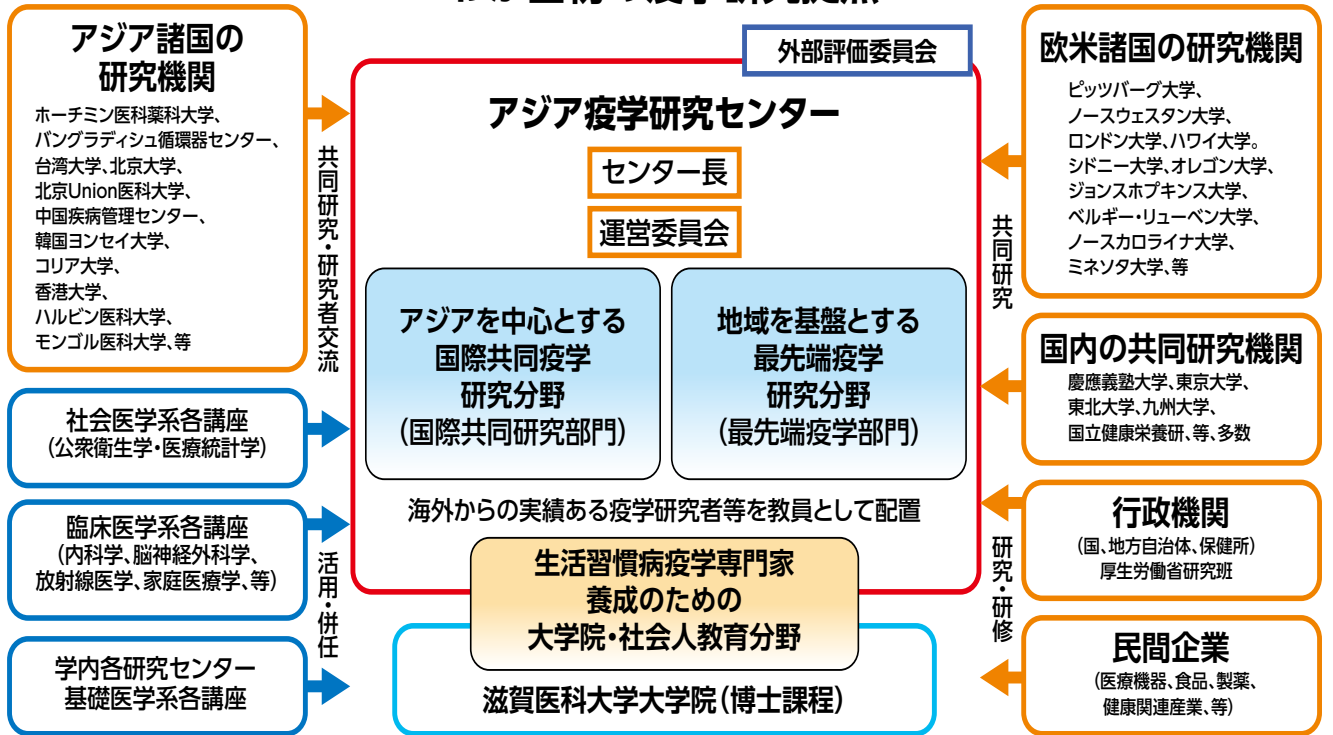 アジア諸国の
研究機関
ホーチミン医科薬科大学、
バングラディシュ循環器センター、
台湾大学、北京大学、
北京Union医科大学、
中国疾病管理センター、
韓国ヨンセイ大学、
コリア大学、
香港大学、
ハルビン医科大学、
モンゴル医科大学、等
共同研究・研究者交流
社会医学系各講座
(公衆衛生学・医療統計学)
臨床医学系各講座
(内科学、脳神経外科学、
放射線医学、家庭医療学、等)
活用・併任
学内各研究センター
基礎医学系各講座
外部評価委員会
アジア疫学研究センター
センター長
運営委員会
アジアを中心とする
国際共同疫学
研究分野
(国際共同研究部門)
地域を基盤とする
最先端疫学
研究分野
(最先端疫学部門)
海外からの実績ある疫学研究者等を教員として配置
生活習慣病疫学専門家
養成のための
大学院・社会人教育分野
滋賀医科大学大学院(博士課程)
欧米諸国の研究機関
ピッツバーグ大学、
ノースウェスタン大学、
ロンドン大学、ハワイ大学。
シドニー大学、オレゴン大学、
ジョンスホプキンス大学、
ベルギー・リューベン大学、
ノースカロライナ大学、
ミネソタ大学、等
共同研究
国内の共同研究機関
慶應義塾大学、東京大学、
東北大学、九州大学、
国立健康栄養研、等、多数
行政機関
(国、地方自治体、保健所)
厚生労働省研究班
研究・研修
民間企業
(医療機器、食品、製薬、
健康関連産業、等)